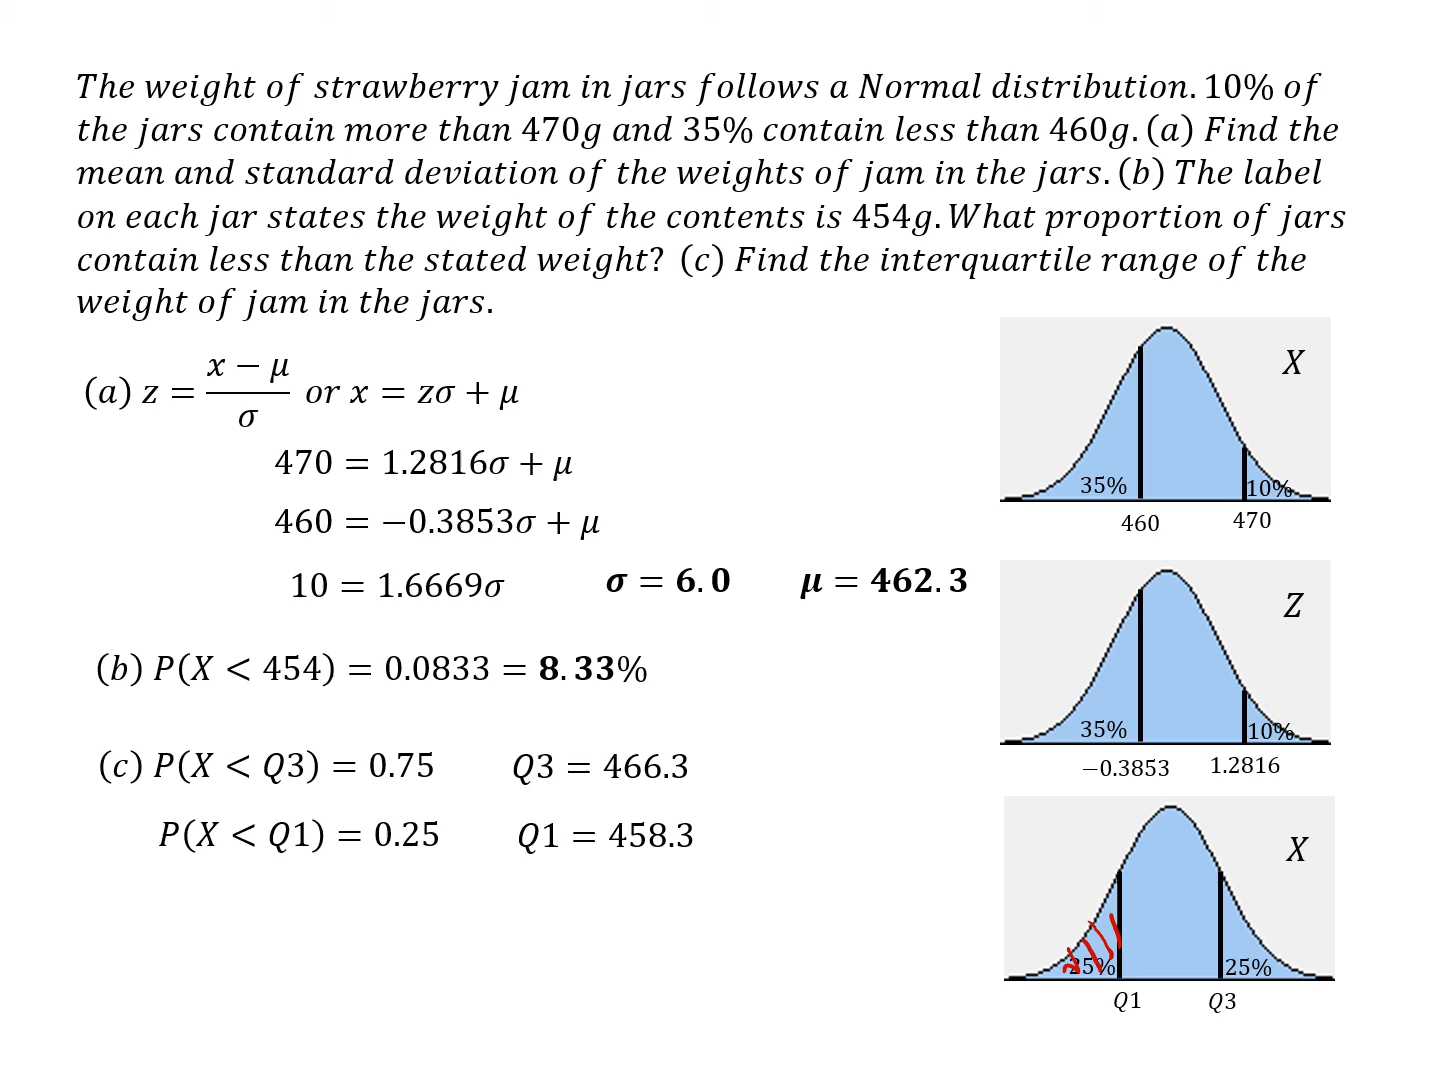 The weight of strawberry jam in jars follows a Normal distribution. 10% of
the jars contain more than 470g and 35% contain less than 460g. (a) Find the
mean and standard deviation of the weights of jam in the jars. (b) The label
on each jar states the weight of the contents is 454g. What proportion of jars
contain less than the stated weight? (c) Find the interquartile range of the
weight of jam in the jars.
(a) z = (x − μ)/σ or x = zσ + μ
470 = 1.2816σ + μ
460 = −0.3853σ + μ
10 = 1.6669σ σ = 6.0 μ = 462.3
(b) P(X < 454) = 0.0833 = 8.33%
(c) P(X < Q3) = 0.75 Q3 = 466.3
P(X < Q1) = 0.25 Q1 = 458.3
X
35% 10%
460 470
Z
35% 10%
−0.3853 1.2816
X
25% 25%
Q1 Q3